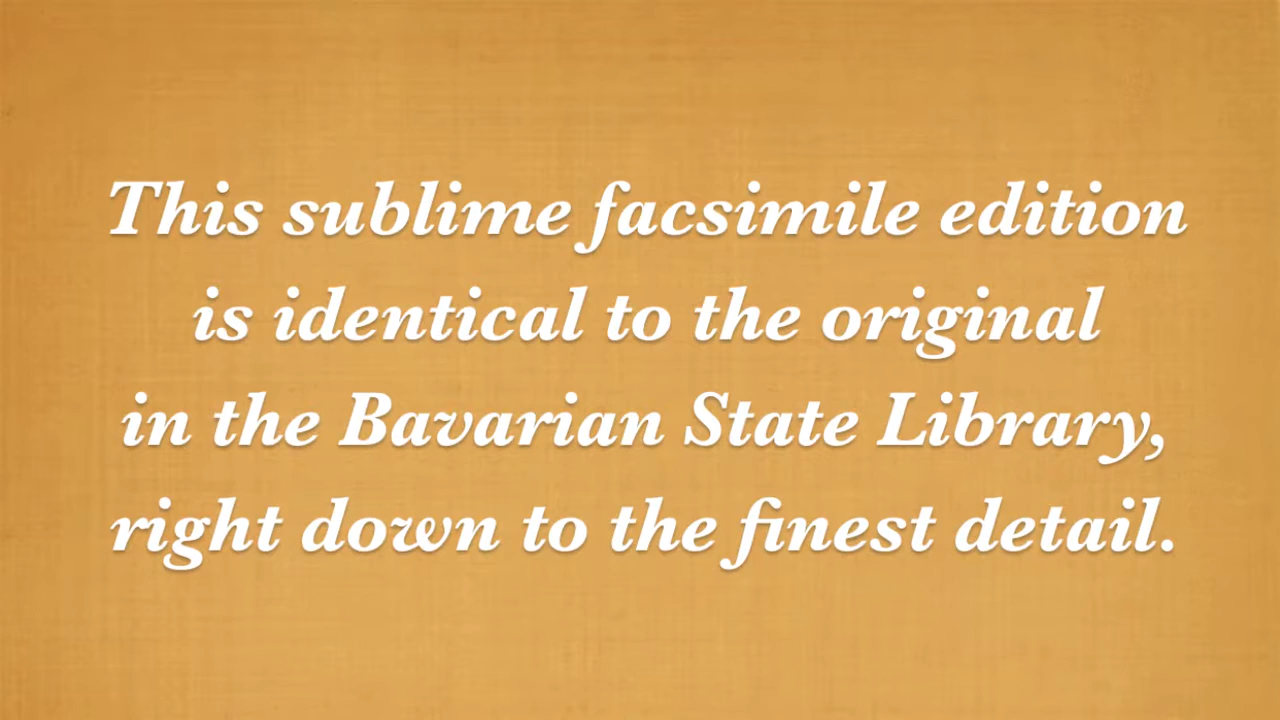 This sublime facsimile edition
is identical to the original
in the Bavarian State Library,
right down to the finest detail.